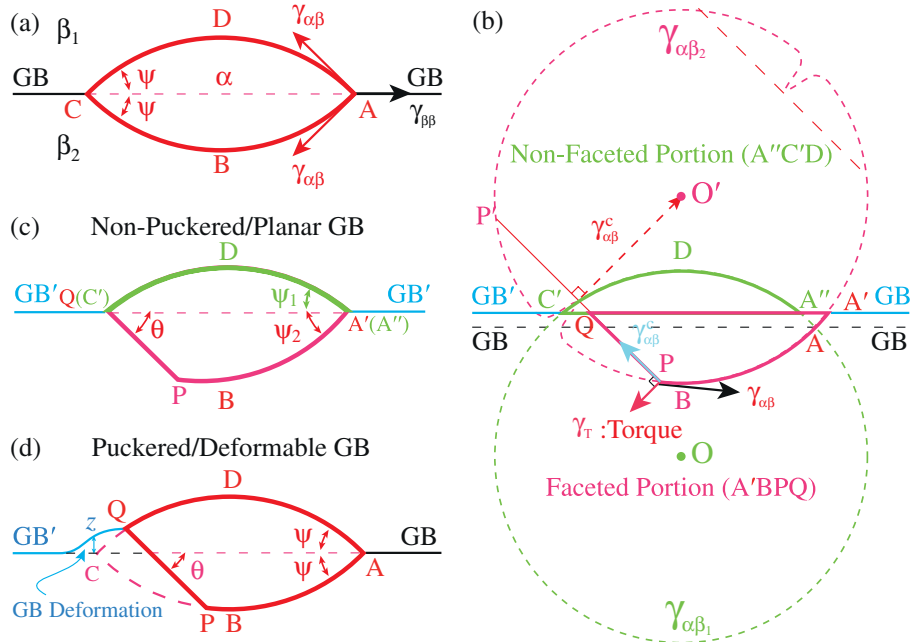 (a)
β₁
D
γαβ
GB
C
ψ
ψ
α
A
GB
γββ
β₂
B
γαβ
(b)
γαβ₂
Non-Faceted Portion (A″C′D)
O′
P′
γᶜαβ
D
GB′
C′
A″
A′
GB
Q
GB
γᶜαβ
A
GB
P
B
γαβ
γT :Torque
O
Faceted Portion (A′BPQ)
γαβ₁
(c)
Non-Puckered/Planar GB
D
GB′
Q(C′)
ψ₁
GB′
θ
ψ₂
A′(A″)
P
B
(d)
Puckered/Deformable GB
D
Q
GB′
z
ψ
GB
C
θ
ψ
A
GB Deformation
P
B